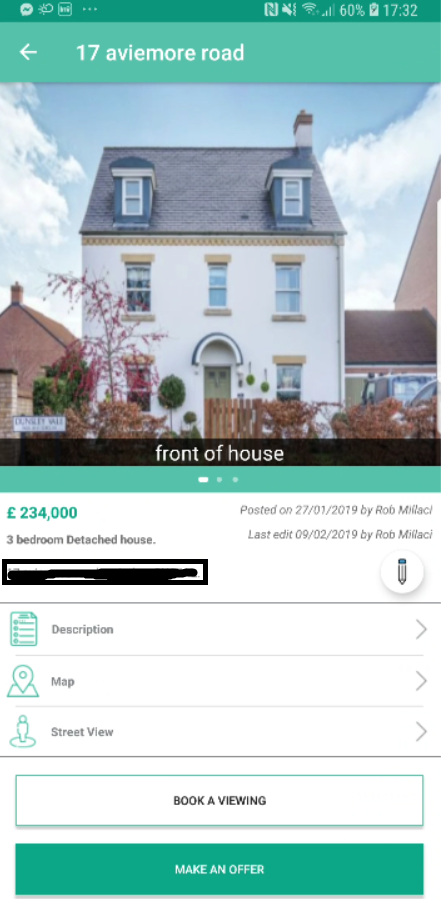 60% 17:32
17 aviemore road
DUNSLEY VALE
front of house
£ 234,000
Posted on 27/01/2019 by Rob Millaci
3 bedroom Detached house.
Last edit 09/02/2019 by Rob Millaci
Description
Map
Street View
BOOK A VIEWING
MAKE AN OFFER